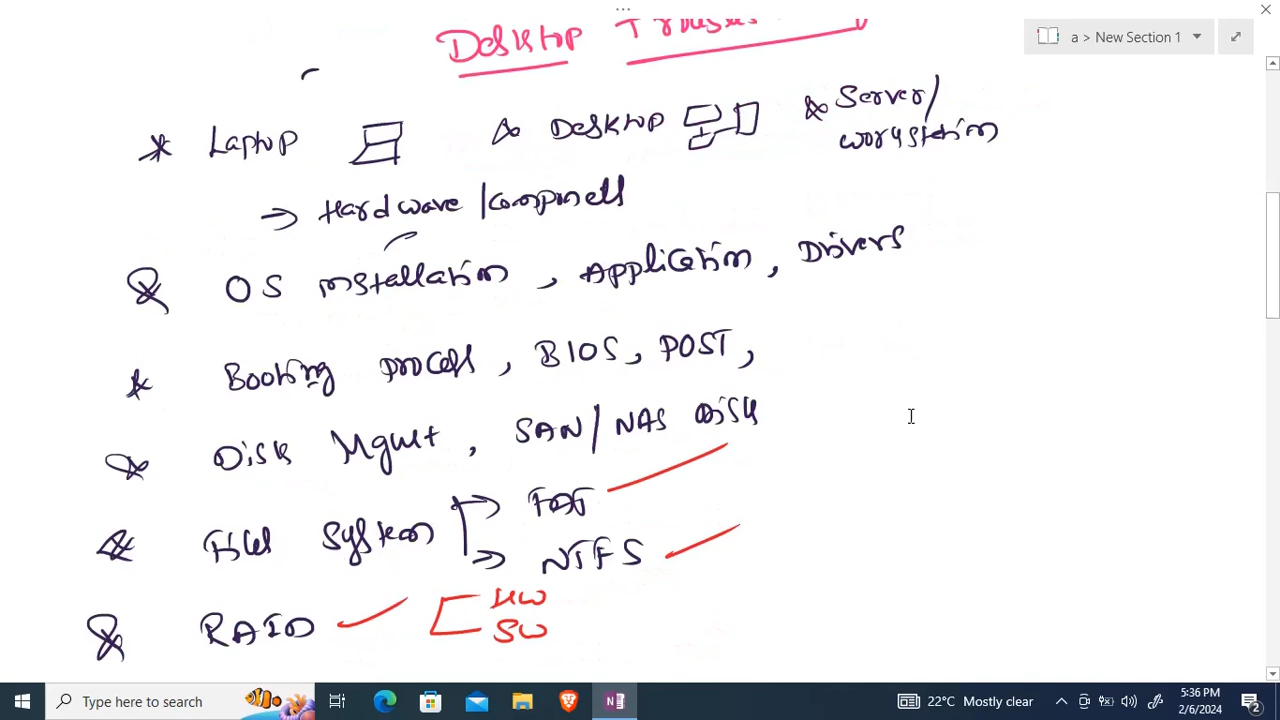 ...
Desktop
a > New Section 1
* Laptop * Desktop * Server/
workstation
→ Hardware /
* OS installation, Application, Drivers
* Booting process, BIOS, POST,
* Disk Mgmt, SAN/NAS Disk
* System → FAT
→ NTFS
* RAID HW
SW
Type here to search
22°C Mostly clear
5:36 PM
2/6/2024
2